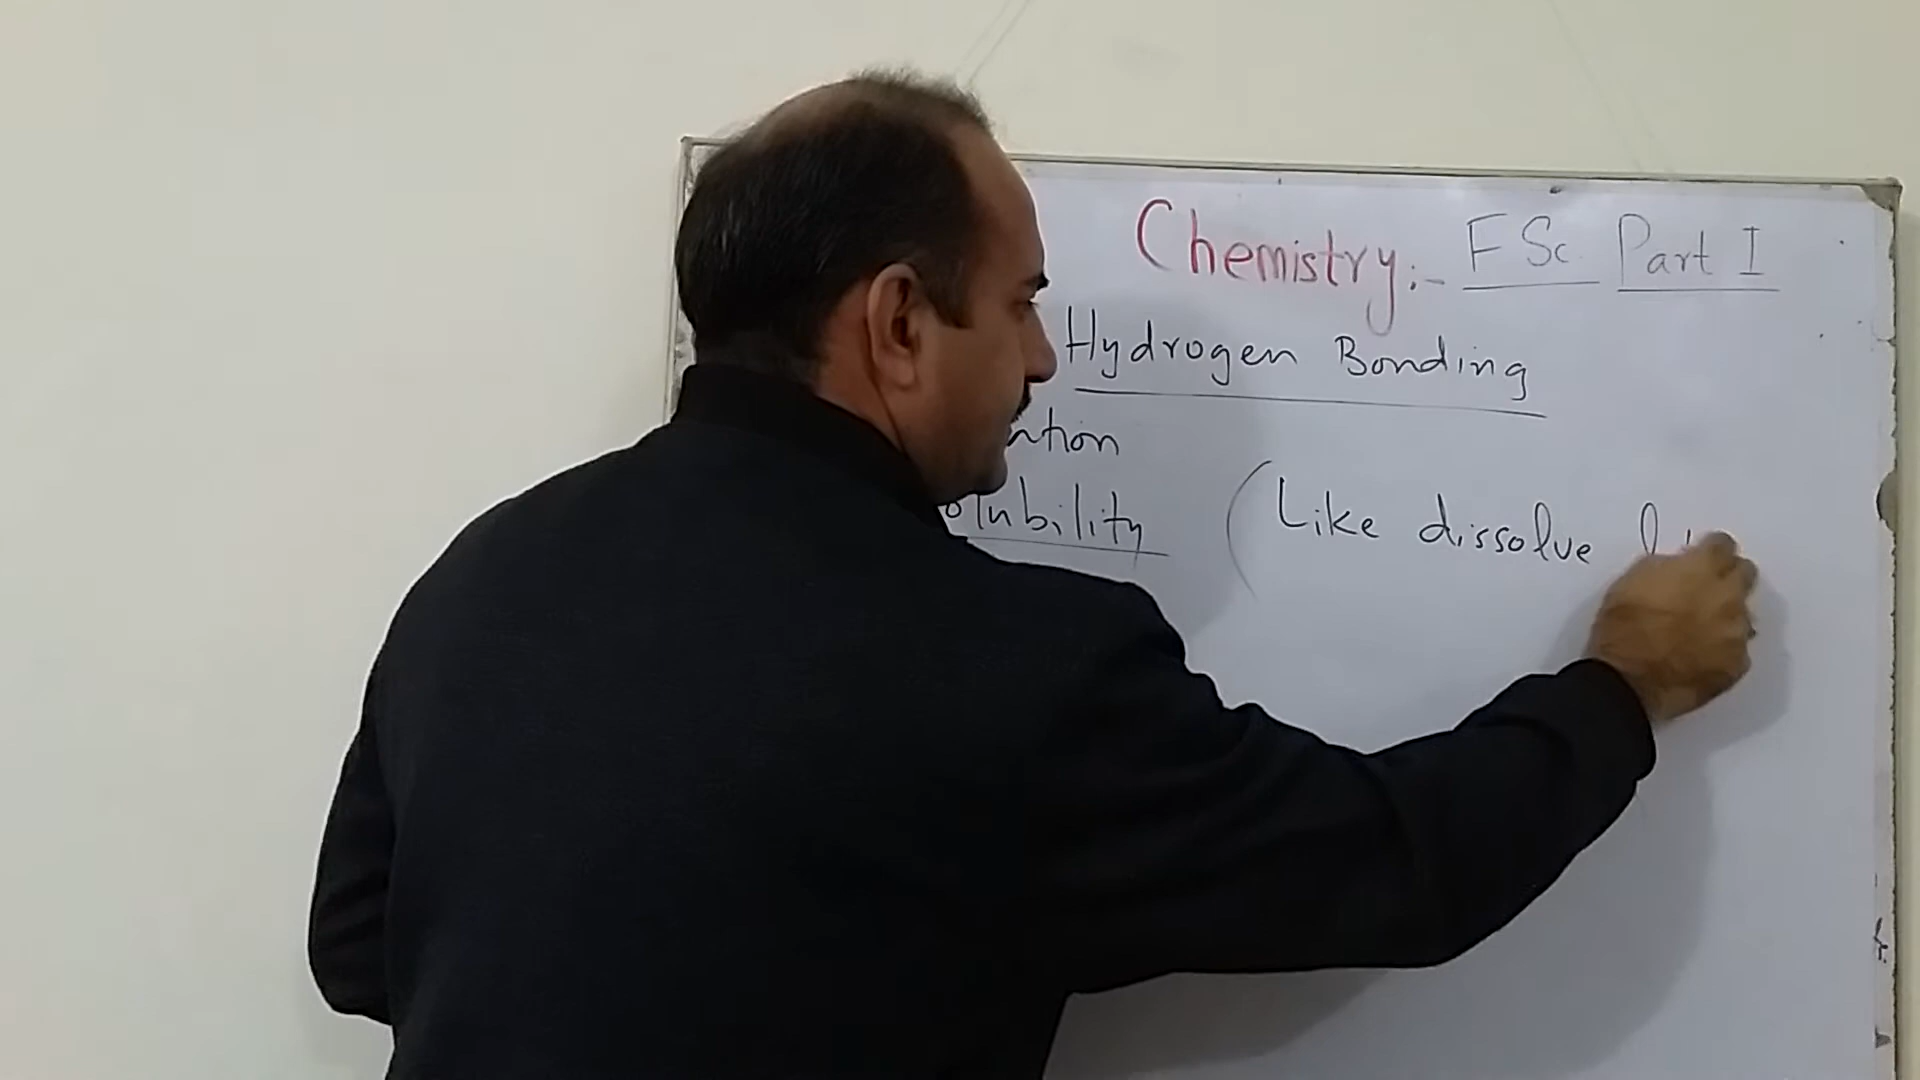 Chemistry:- FSc. Part I
Hydrogen Bonding
ation
olubility (Like dissolve